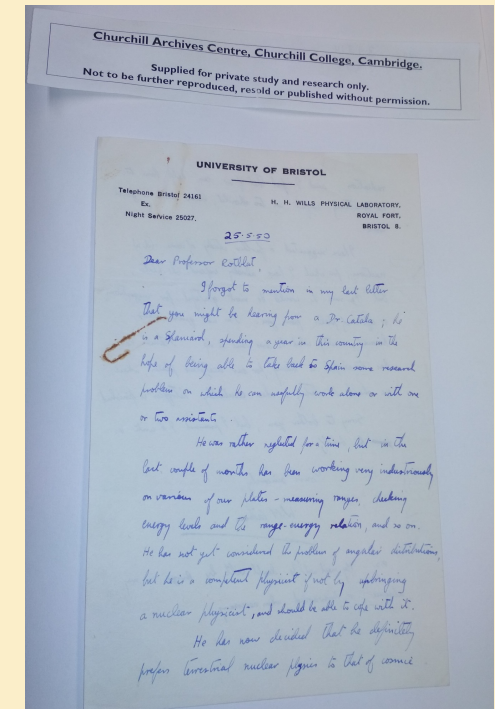 Churchill Archives Centre, Churchill College, Cambridge.
Supplied for private study and research only.
Not to be further reproduced, resold or published without permission.
UNIVERSITY OF BRISTOL
Telephone Bristol 24161
Ex.
Night Service 25027,
H. H. WILLS PHYSICAL LABORATORY,
ROYAL FORT,
BRISTOL 8.
25·5·50
Dear Professor Rotblat,
I forgot to mention in my last letter
that you might be hearing from a Dr. Catala; he
is a Spaniard, spending a year in this country in the
hope of being able to take back to Spain some research
problem on which he can usefully work alone or with one
or two assistants.
He was rather neglected for a time, but in the
last couple of months has been working very industriously
on various of our plates - measuring ranges, checking
energy levels and the range-energy relation, and so on.
He has not yet considered the problem of angular distributions,
but he is a competent physicist if not by upbringing
a nuclear physicist, and should be able to cope with it.
He has now decided that he definitely
prefers terrestrial nuclear physics to that of cosmic